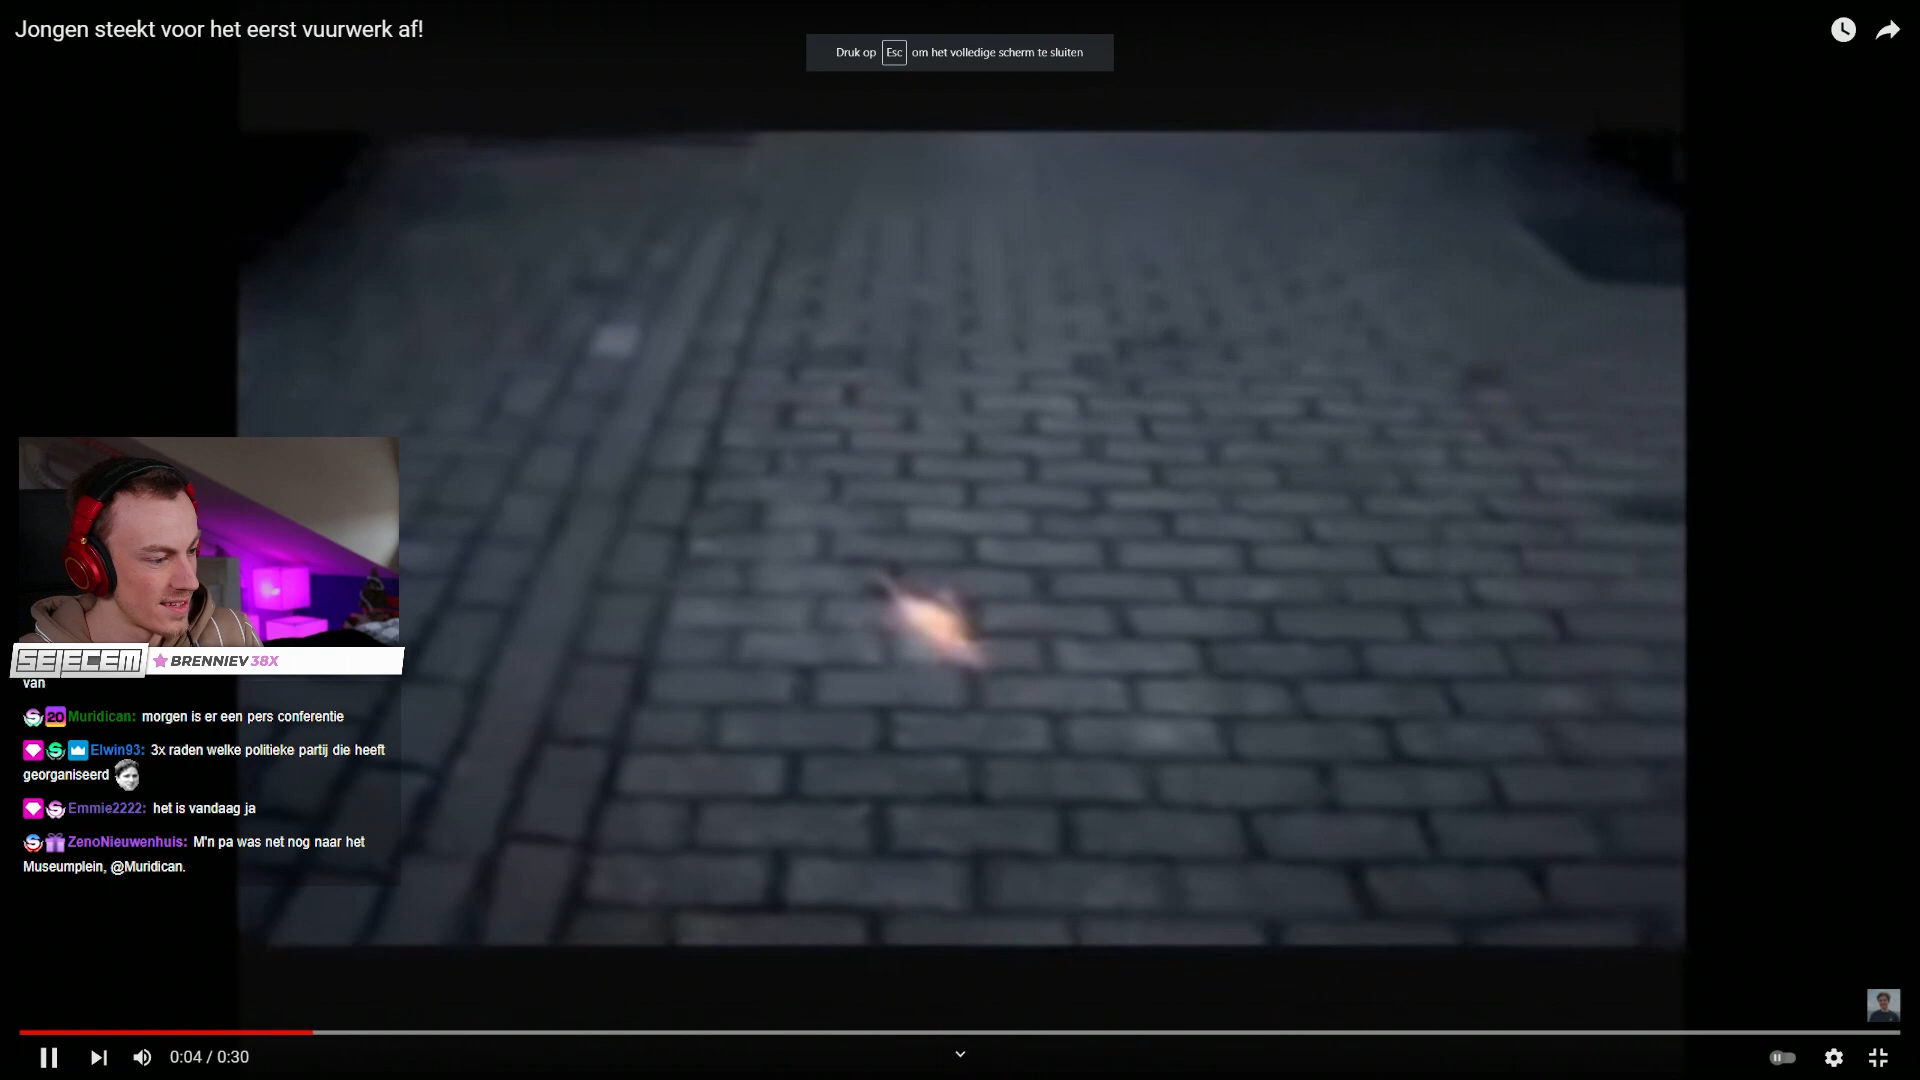 Jongen steekt voor het eerst vuurwerk af!
Druk op Esc om het volledige scherm te sluiten
SELECEM BRENNIEV 38X
van
20 Muridican: morgen is er een pers conferentie
Elwin93: 3x raden welke politieke partij die heeft
georganiseerd
Emmie2222: het is vandaag ja
ZenoNieuwenhuis: M'n pa was net nog naar het
Museumplein, @Muridican.
0:04 / 0:30